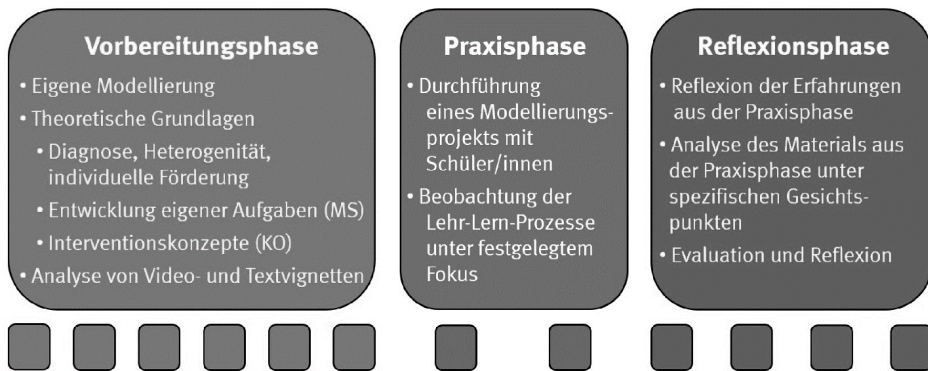 Vorbereitungsphase
• Eigene Modellierung
• Theoretische Grundlagen
• Diagnose, Heterogenität,
individuelle Förderung
• Entwicklung eigener Aufgaben (MS)
• Interventionskonzepte (KO)
• Analyse von Video- und Textvignetten
Praxisphase
• Durchführung
eines Modellierungs-
projekts mit
Schüler/innen
• Beobachtung der
Lehr-Lern-Prozesse
unter festgelegtem
Fokus
Reflexionsphase
• Reflexion der Erfahrungen
aus der Praxisphase
• Analyse des Materials aus
der Praxisphase unter
spezifischen Gesichts-
punkten
• Evaluation und Reflexion